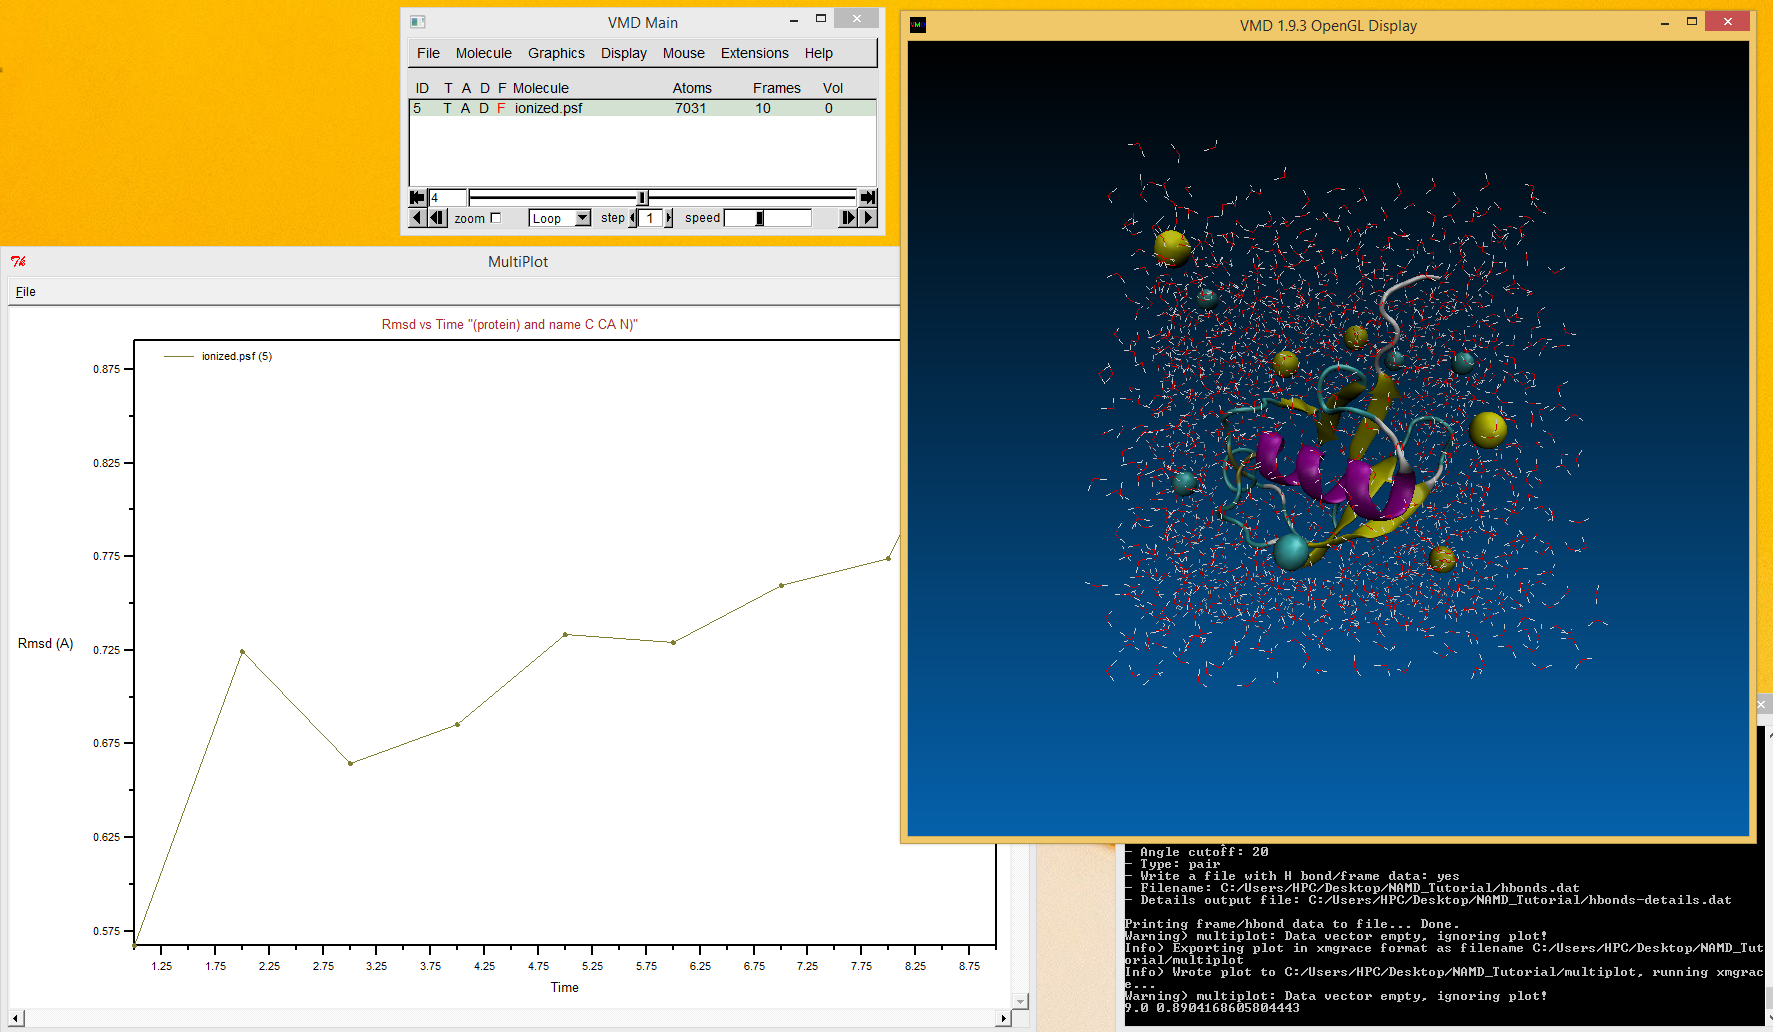 VMD Main
File Molecule Graphics Display Mouse Extensions Help
ID T A D F Molecule Atoms Frames Vol
5 T A D F ionized.psf 7031 10 0
4
zoom Loop step 1 speed
VMD 1.9.3 OpenGL Display
MultiPlot
File
Rmsd vs Time "(protein) and name C CA N)"
ionized.psf (5)
0.875
0.825
0.775
0.725
0.675
0.625
0.575
Rmsd (A)
1.25 1.75 2.25 2.75 3.25 3.75 4.25 4.75 5.25 5.75 6.25 6.75 7.25 7.75 8.25 8.75
Time
- Angle cutoff: 20
- Type: pair
- Write a file with H bond/frame data: yes
- Filename: C:/Users/HPC/Desktop/NAMD_Tutorial/hbonds.dat
- Details output file: C:/Users/HPC/Desktop/NAMD_Tutorial/hbonds-details.dat
Printing frame/hbond data to file... Done.
Warning) multiplot: Data vector empty, ignoring plot!
Info) Exporting plot in xmgrace format as filename C:/Users/HPC/Desktop/NAMD_Tut
orial/multiplot
Info) Wrote plot to C:/Users/HPC/Desktop/NAMD_Tutorial/multiplot, running xmgrac
e...
Warning) multiplot: Data vector empty, ignoring plot!
9.0 0.8904168605804443